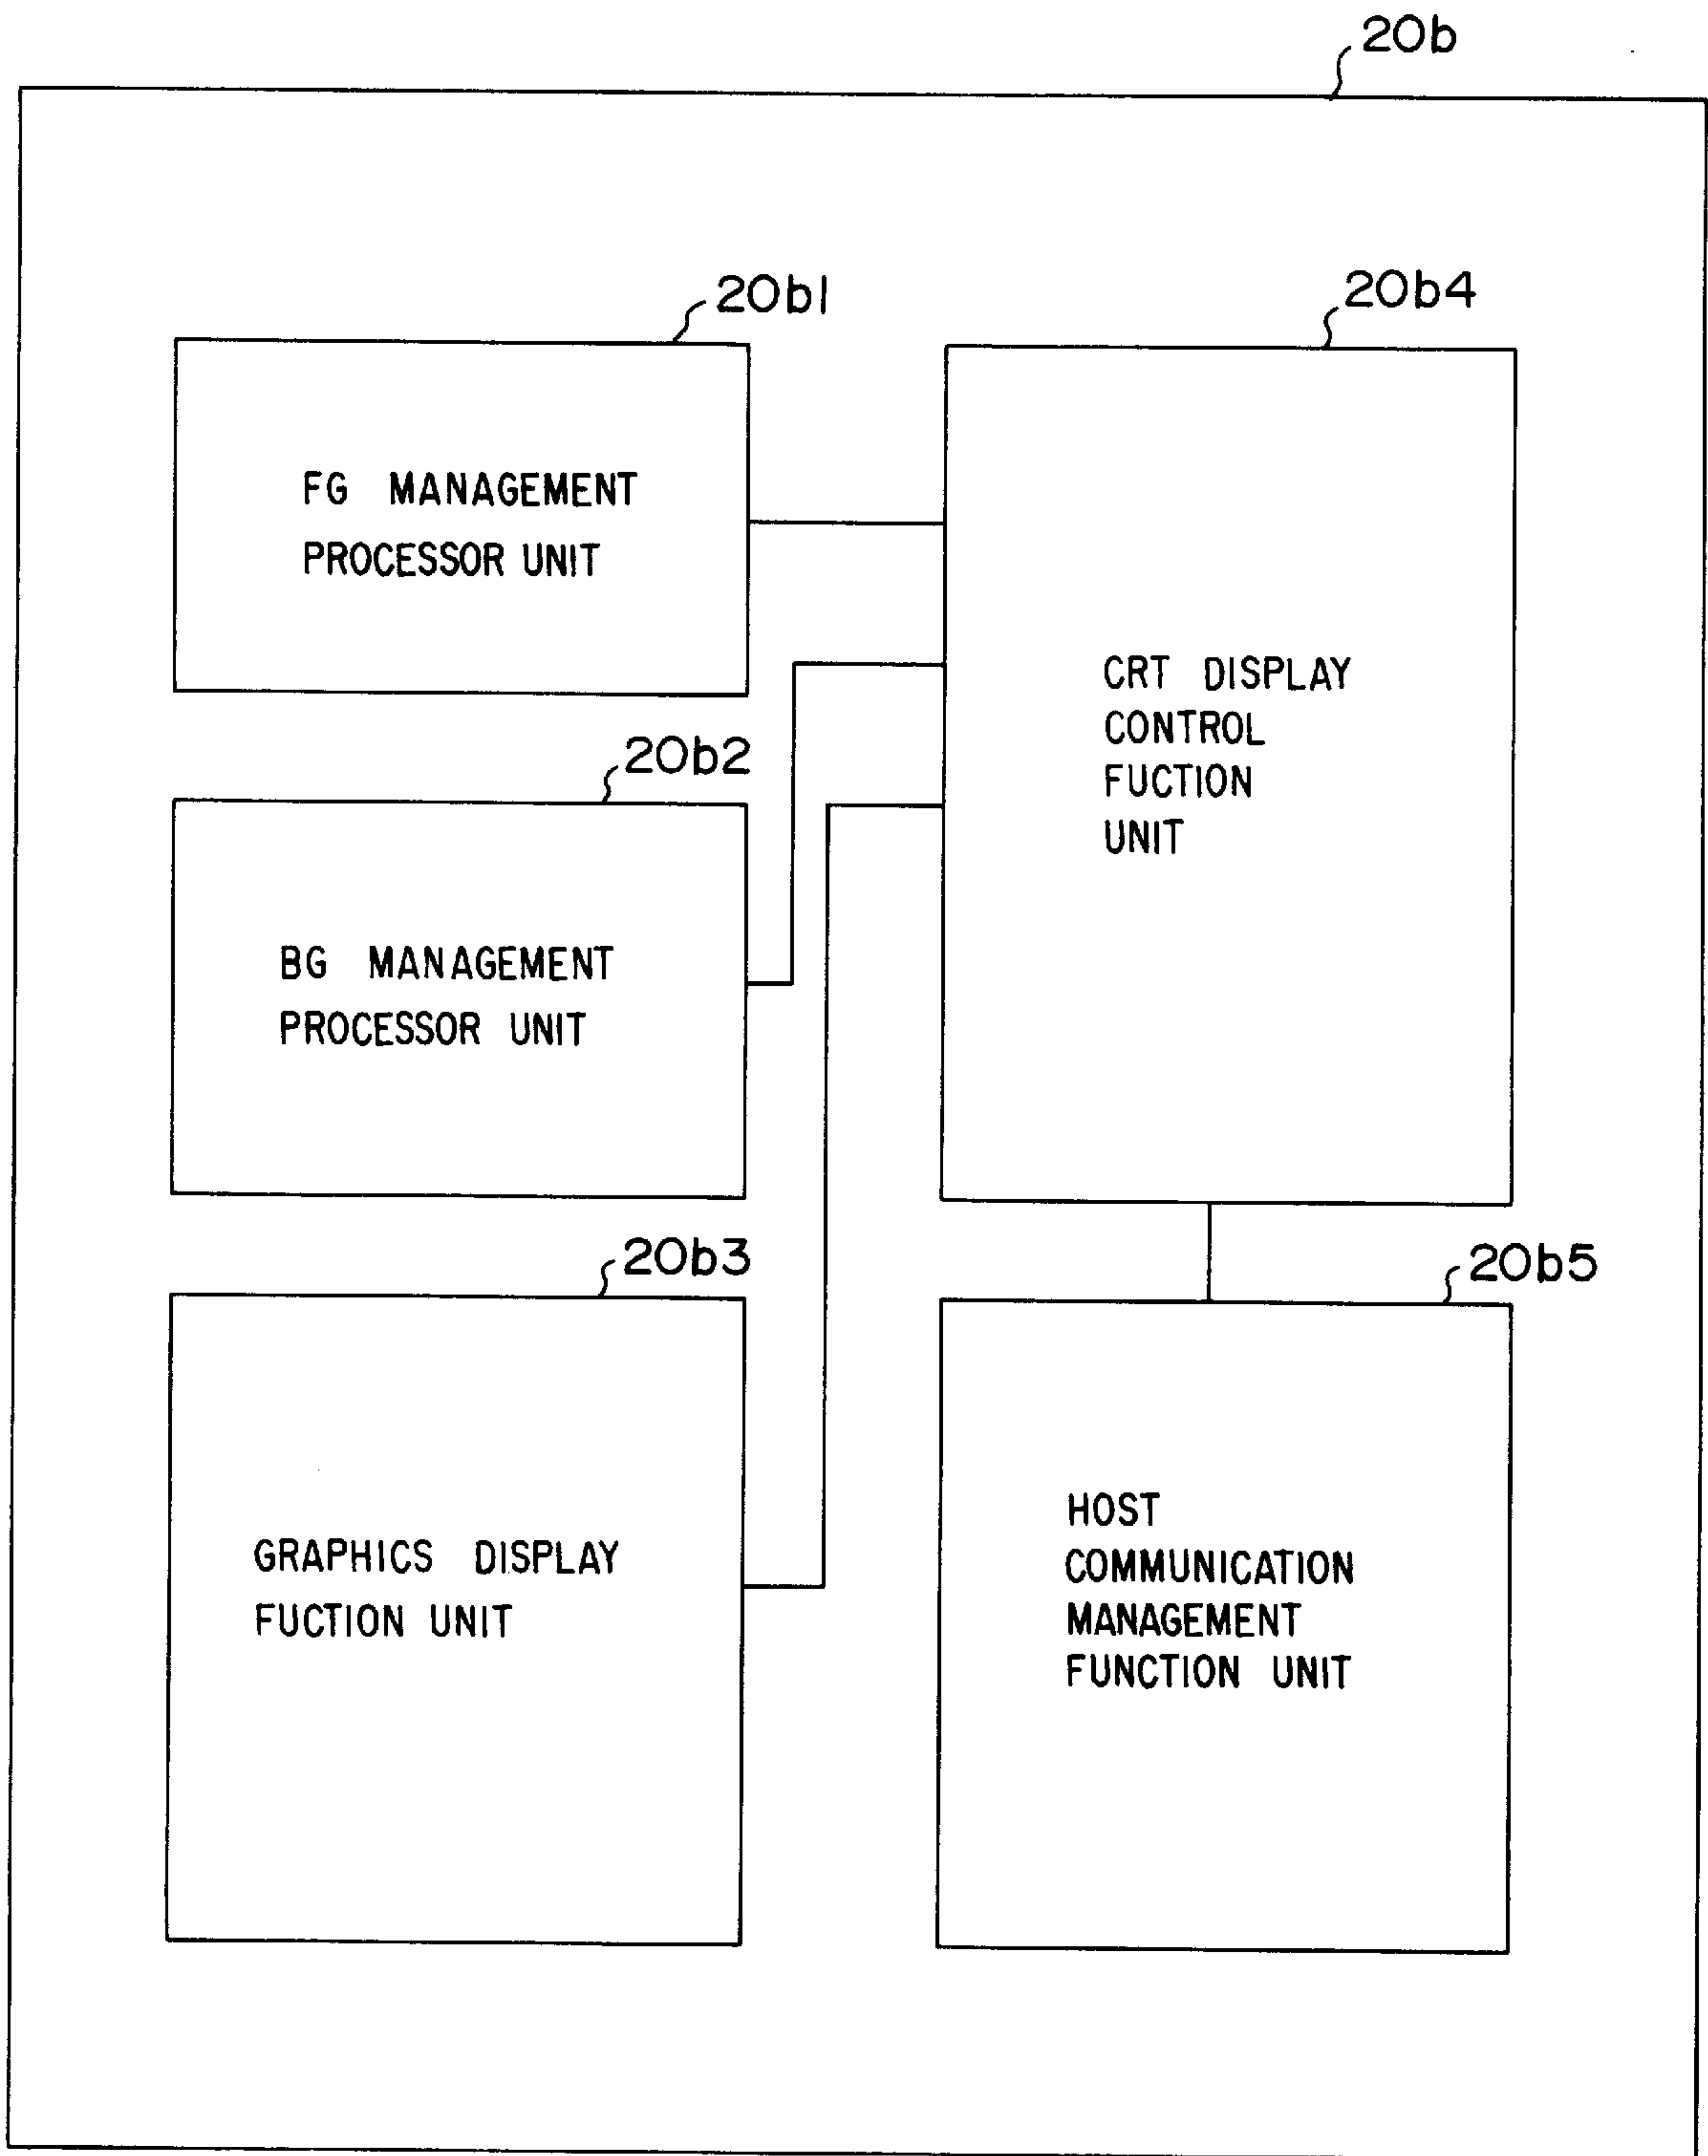 20b
20b1
FG MANAGEMENT
PROCESSOR UNIT
20b4
CRT DISPLAY
CONTROL
FUCTION
UNIT
20b2
BG MANAGEMENT
PROCESSOR UNIT
20b3
GRAPHICS DISPLAY
FUCTION UNIT
20b5
HOST
COMMUNICATION
MANAGEMENT
FUNCTION UNIT